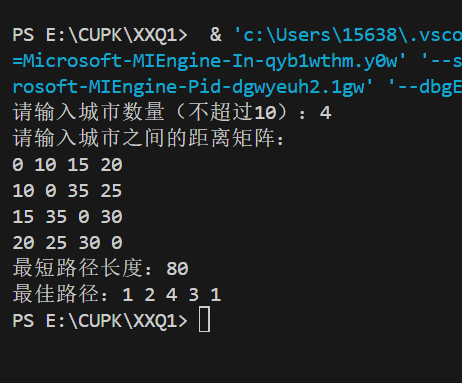 PS E:\CUPK\XXQ1>  & 'c:\Users\15638\.vsco
=Microsoft-MIEngine-In-qyb1wthm.y0w' '--s
rosoft-MIEngine-Pid-dgwyeuh2.1gw' '--dbgE
请输入城市数量（不超过10）：4
请输入城市之间的距离矩阵：
0 10 15 20
10 0 35 25
15 35 0 30
20 25 30 0
最短路径长度：80
最佳路径：1 2 4 3 1
PS E:\CUPK\XXQ1>